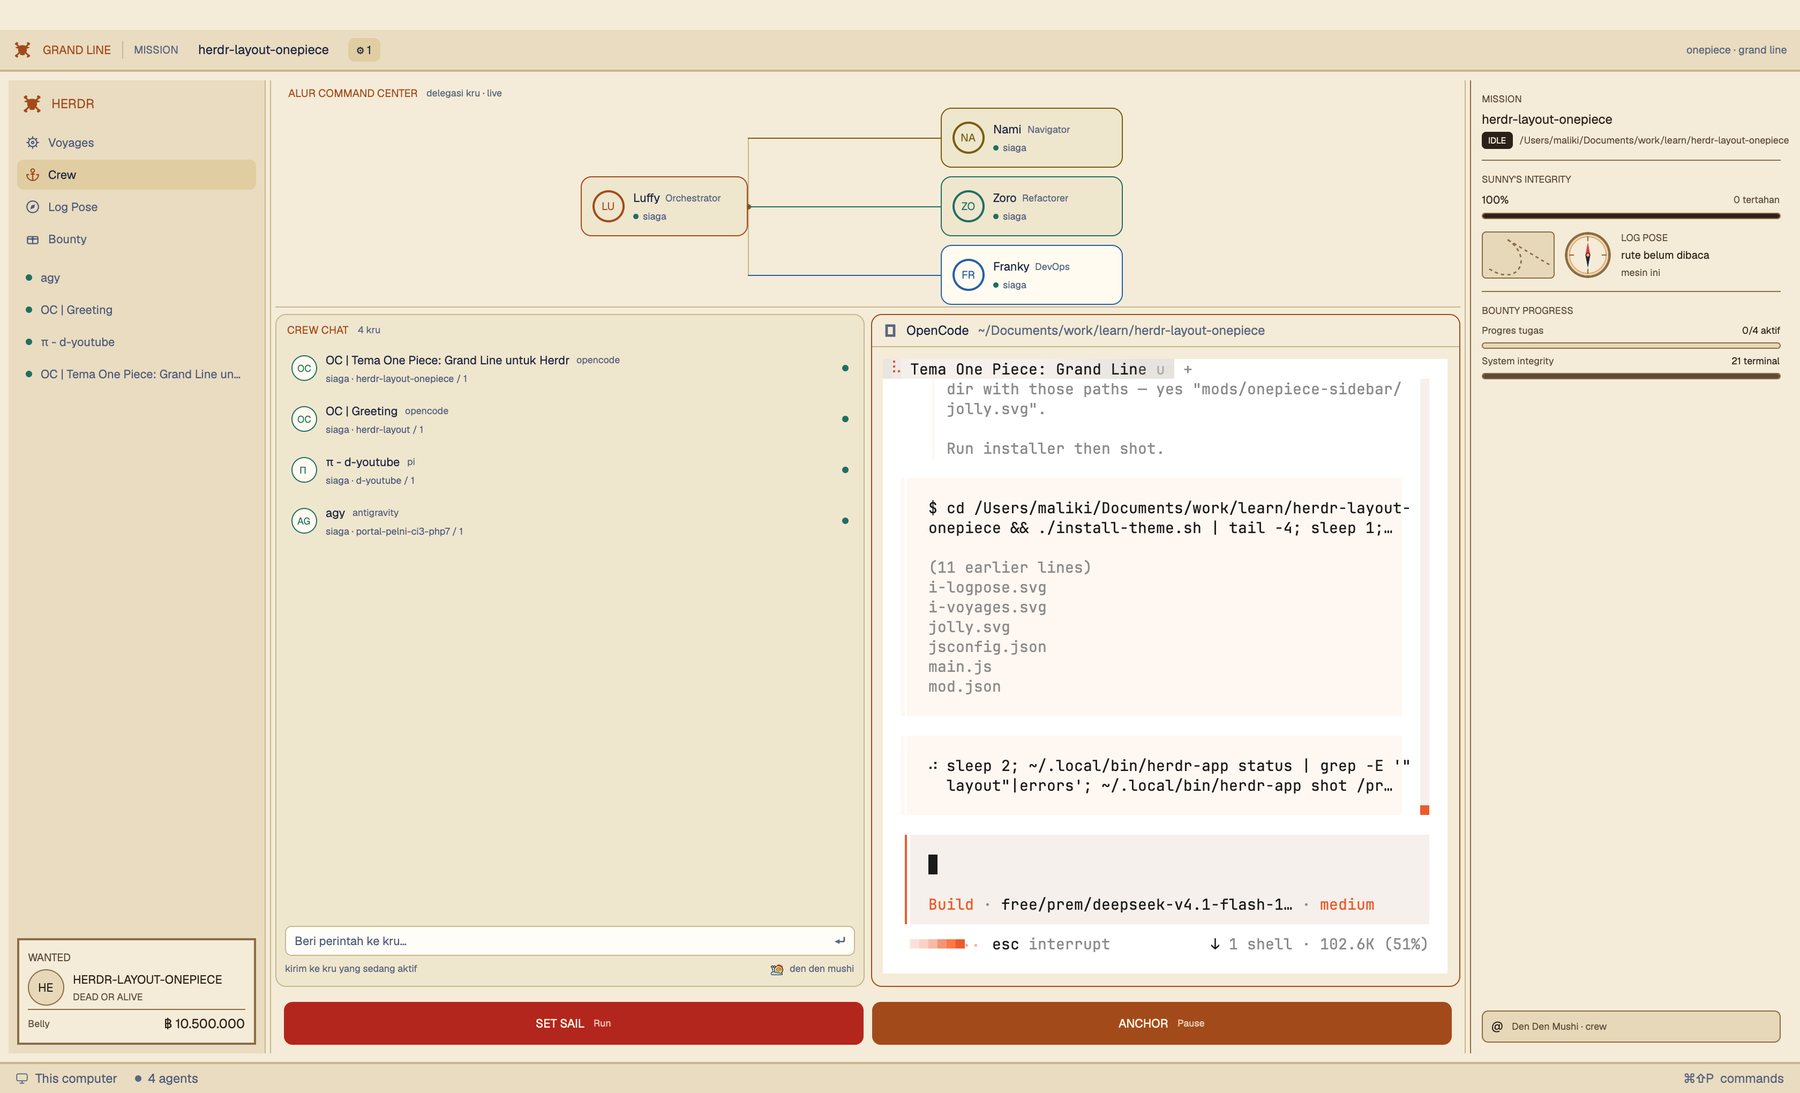 GRAND LINE
MISSION
herdr-layout-onepiece
1
onepiece · grand line
HERDR
Voyages
Crew
Log Pose
Bounty
agy
OC | Greeting
π - d-youtube
OC | Tema One Piece: Grand Line un...
WANTED
HE
HERDR-LAYOUT-ONEPIECE
DEAD OR ALIVE
Belly
฿ 10.500.000
ALUR COMMAND CENTER
delegasi kru · live
LU
Luffy Orchestrator
siaga
NA
Nami Navigator
siaga
ZO
Zoro Refactorer
siaga
FR
Franky DevOps
siaga
CREW CHAT 4 kru
OC
OC | Tema One Piece: Grand Line untuk Herdr opencode
siaga · herdr-layout-onepiece / 1
OC
OC | Greeting opencode
siaga · herdr-layout / 1
Π
π - d-youtube pi
siaga · d-youtube / 1
AG
agy antigravity
siaga · portal-pelni-ci3-php7 / 1
Beri perintah ke kru...
kirim ke kru yang sedang aktif
den den mushi
OpenCode ~/Documents/work/learn/herdr-layout-onepiece
Tema One Piece: Grand Line u +
dir with those paths — yes "mods/onepiece-sidebar/
jolly.svg".
Run installer then shot.
$ cd /Users/maliki/Documents/work/learn/herdr-layout-
onepiece && ./install-theme.sh | tail -4; sleep 1;…
(11 earlier lines)
i-logpose.svg
i-voyages.svg
jolly.svg
jsconfig.json
main.js
mod.json
sleep 2; ~/.local/bin/herdr-app status | grep -E '"
layout"|errors'; ~/.local/bin/herdr-app shot /pr…
Build · free/prem/deepseek-v4.1-flash-1… · medium
esc interrupt
↓ 1 shell · 102.6K (51%)
SET SAIL Run
ANCHOR Pause
MISSION
herdr-layout-onepiece
IDLE
/Users/maliki/Documents/work/learn/herdr-layout-onepiece
SUNNY'S INTEGRITY
100%
0 tertahan
LOG POSE
rute belum dibaca
mesin ini
BOUNTY PROGRESS
Progres tugas
0/4 aktif
System integrity
21 terminal
@ Den Den Mushi · crew
This computer
4 agents
⌘⇧P commands